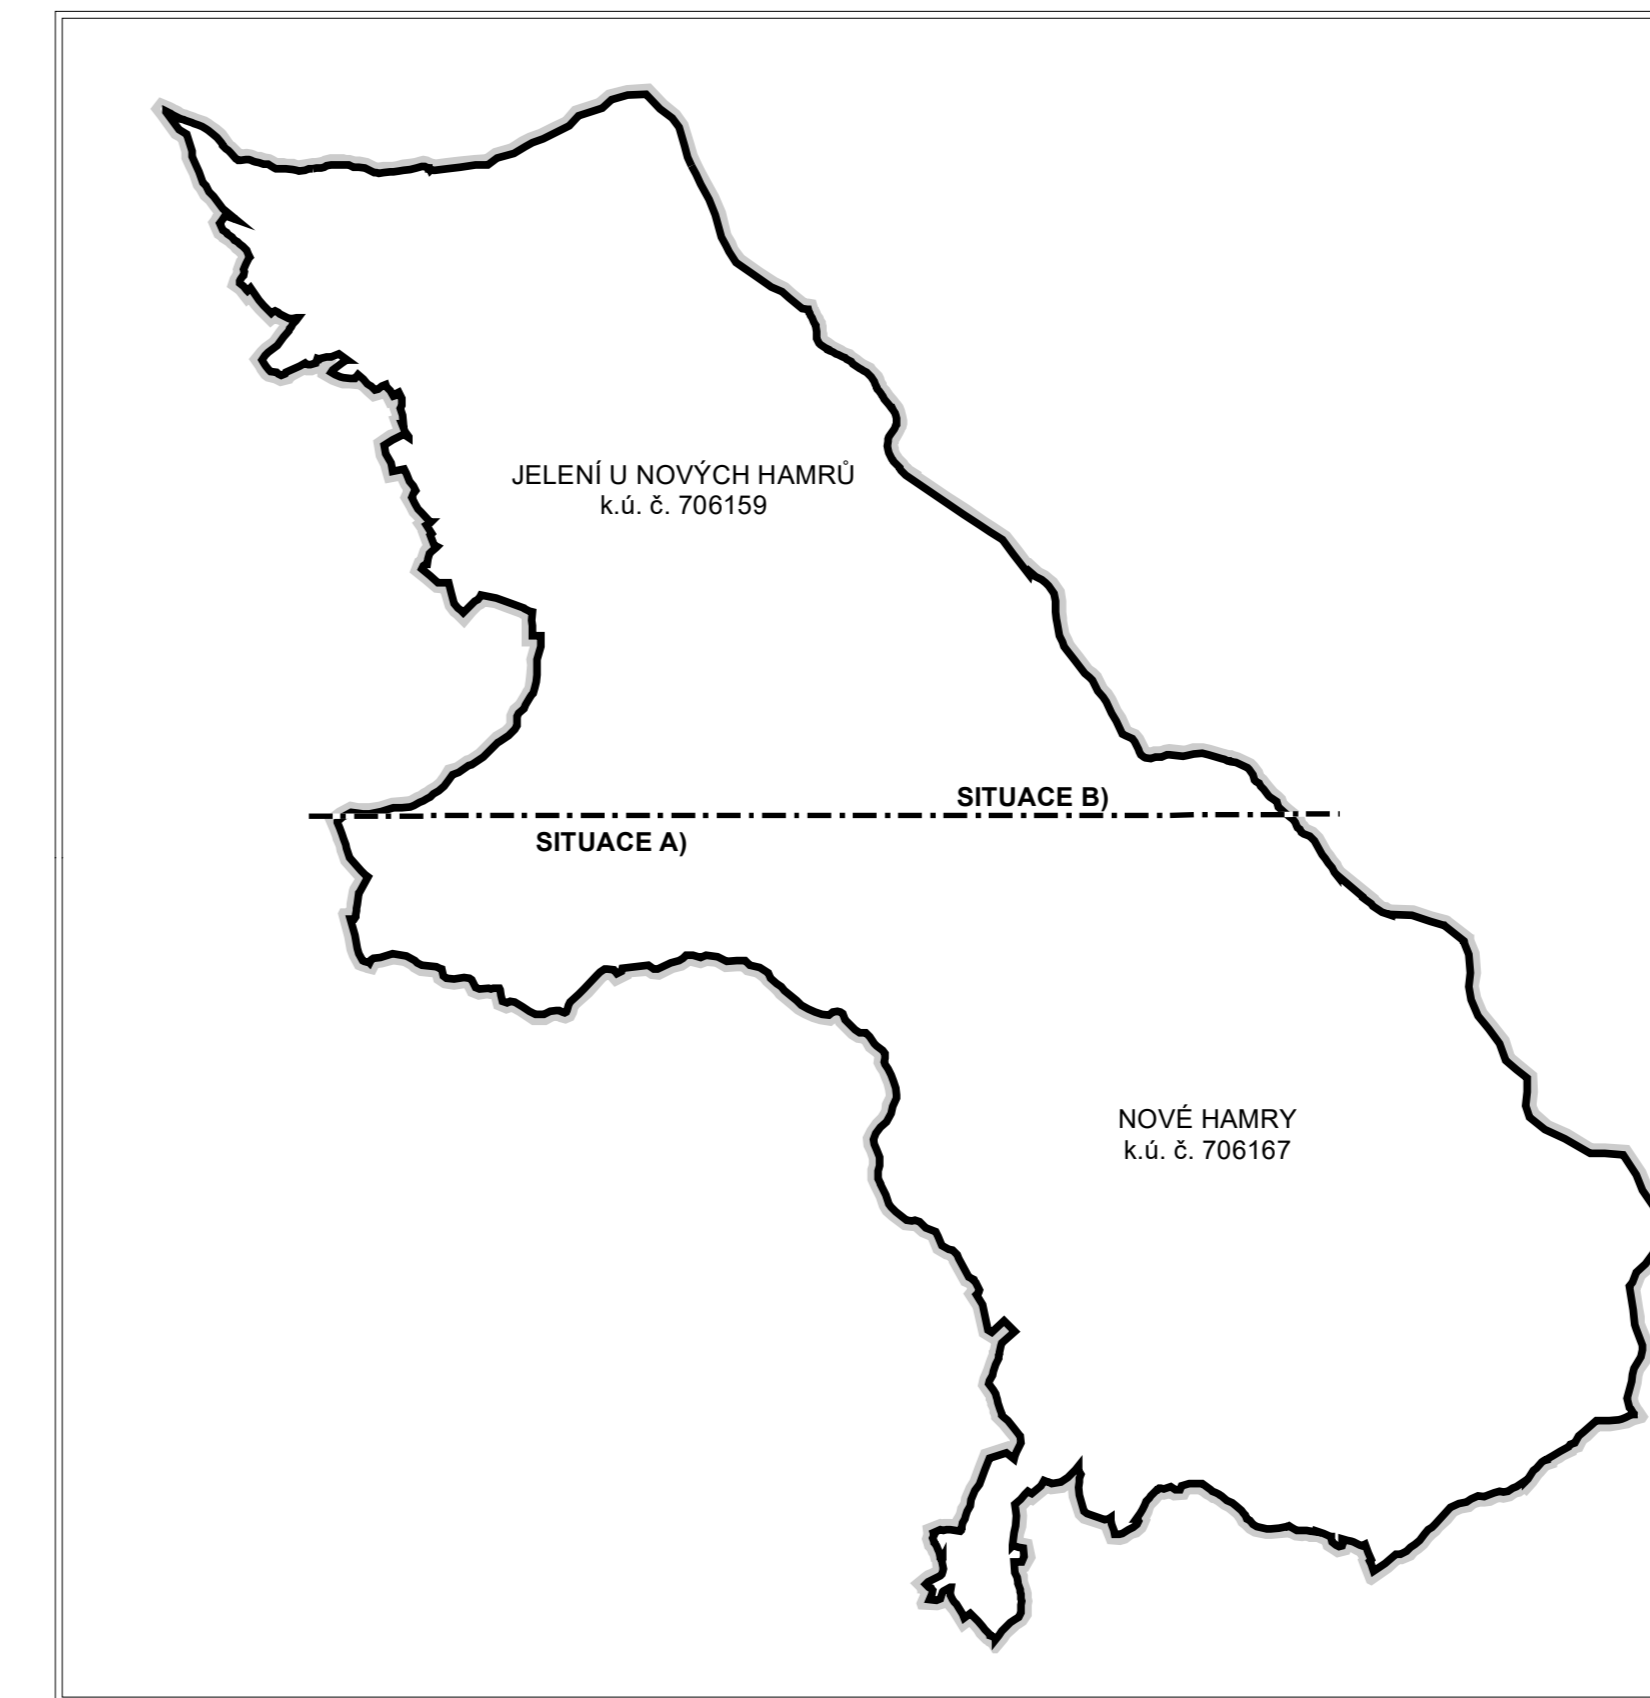 JELENÍ U NOVÝCH HAMRŮ
k.ú. č. 706159
SITUACE B)
SITUACE A)
NOVÉ HAMRY
k.ú. č. 706167